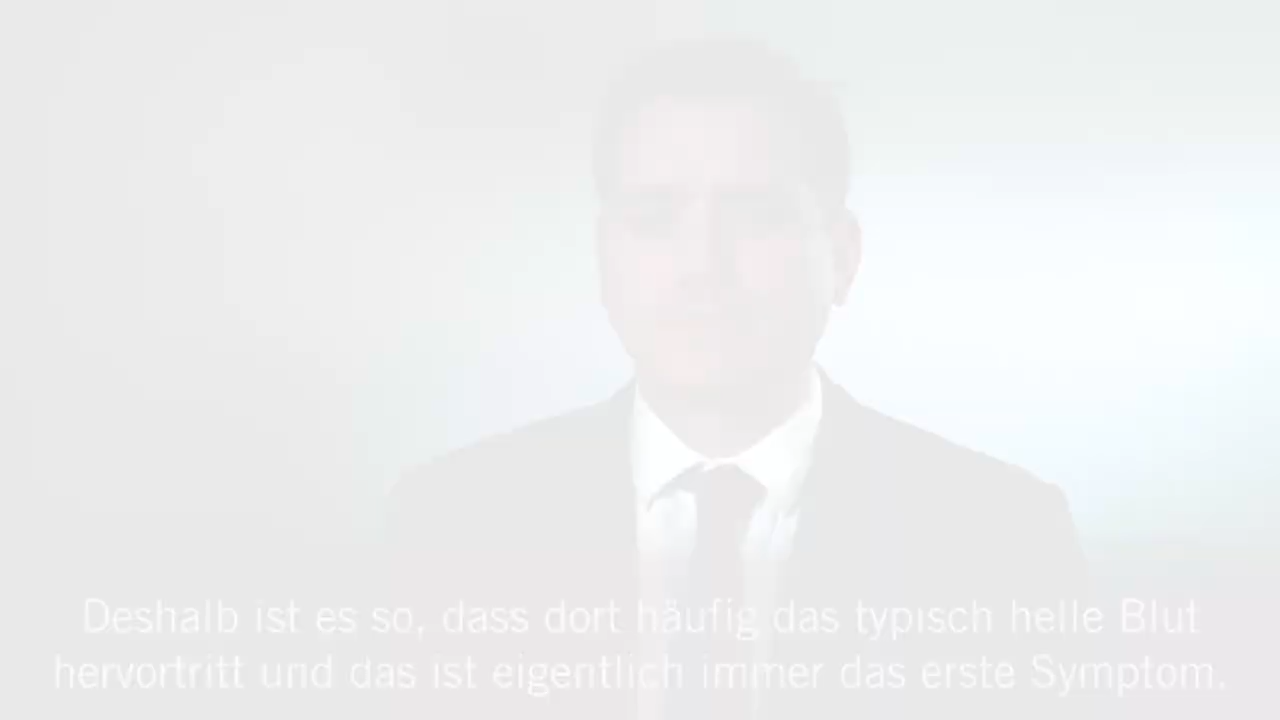 Deshalb ist es so, dass dort häufig das typisch helle Blut
hervortritt und das ist eigentlich immer das erste Symptom.